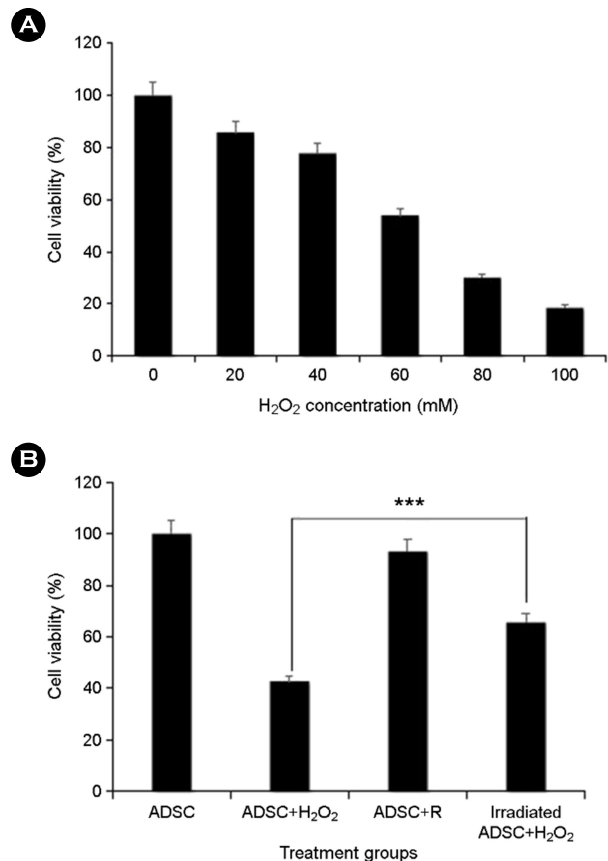 A
120
100
80
60
40
20
0
Cell viability (%)
0 20 40 60 80 100
H₂O₂ concentration (mM)
B
120
100
80
60
40
20
0
Cell viability (%)
***
ADSC ADSC+H₂O₂ ADSC+R Irradiated
ADSC+H₂O₂
Treatment groups